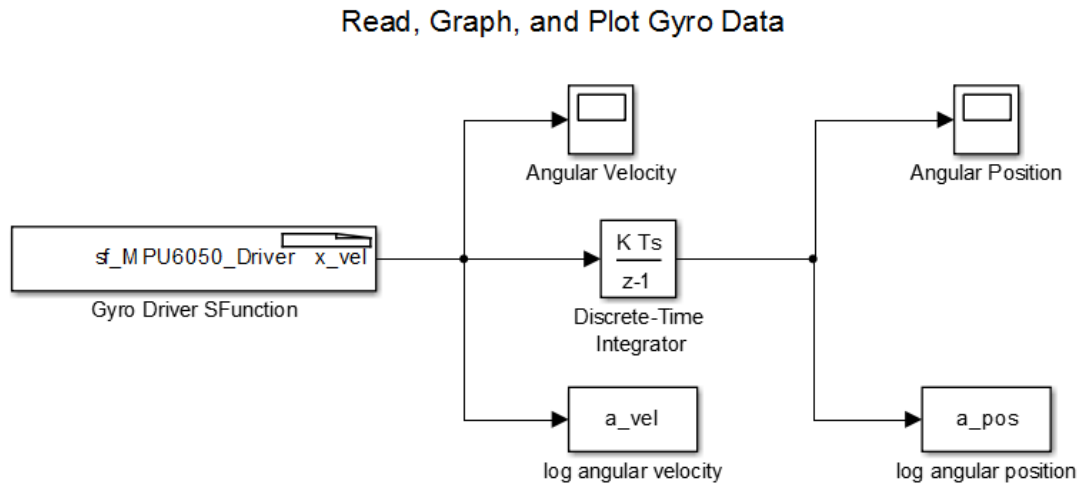 Read, Graph, and Plot Gyro Data
Angular Velocity
Angular Position
sf_MPU6050_Driver x_vel
Gyro Driver SFunction
K Ts
z-1
Discrete-Time
Integrator
a_vel
log angular velocity
a_pos
log angular position